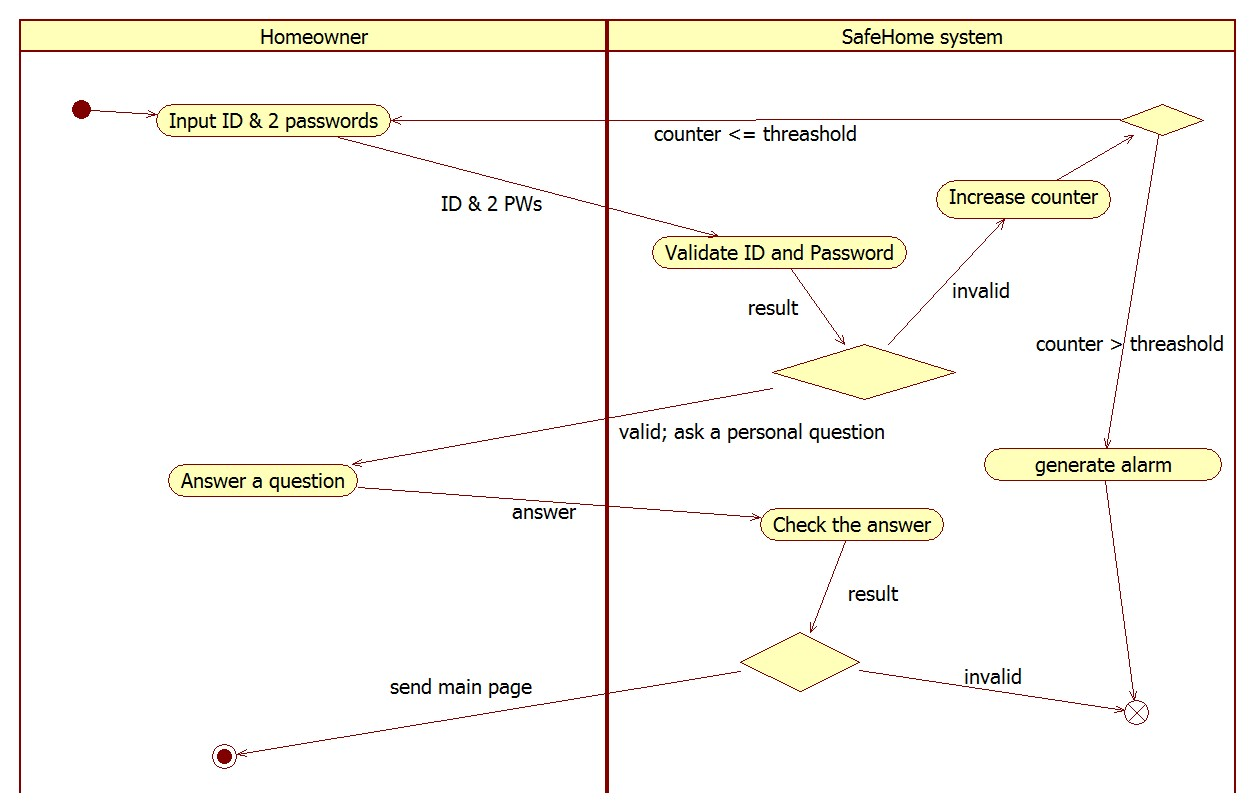 Homeowner
SafeHome system
Input ID & 2 passwords
counter <= threashold
Increase counter
ID & 2 PWs
Validate ID and Password
invalid
result
counter > threashold
valid; ask a personal question
generate alarm
Answer a question
answer
Check the answer
result
invalid
send main page